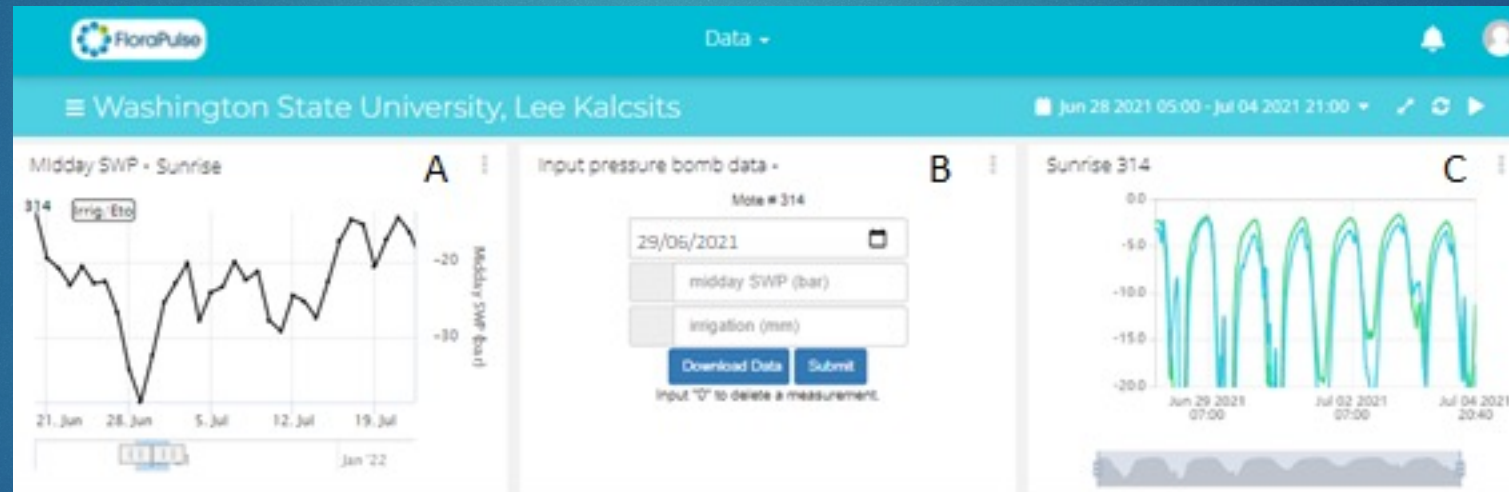 FloraPulse
Data
Washington State University, Lee Kalcsits
Jun 28 2021 05:00 - Jul 04 2021 21:00
Midday SWP - Sunrise
A
314
Irrig. Eto
-20
-30
Midday SWP (bar)
21. Jun 28. Jun 5. Jul 12. Jul 19. Jul
Jan '22
Input pressure bomb data -
B
Mote # 314
29/06/2021
midday SWP (bar)
irrigation (mm)
Download Data Submit
Input "0" to delete a measurement.
Sunrise 314
C
0.0
-5.0
-10.0
-15.0
-20.0
Jun 29 2021 Jul 02 2021 Jul 04 2021
07:00 07:00 20:40